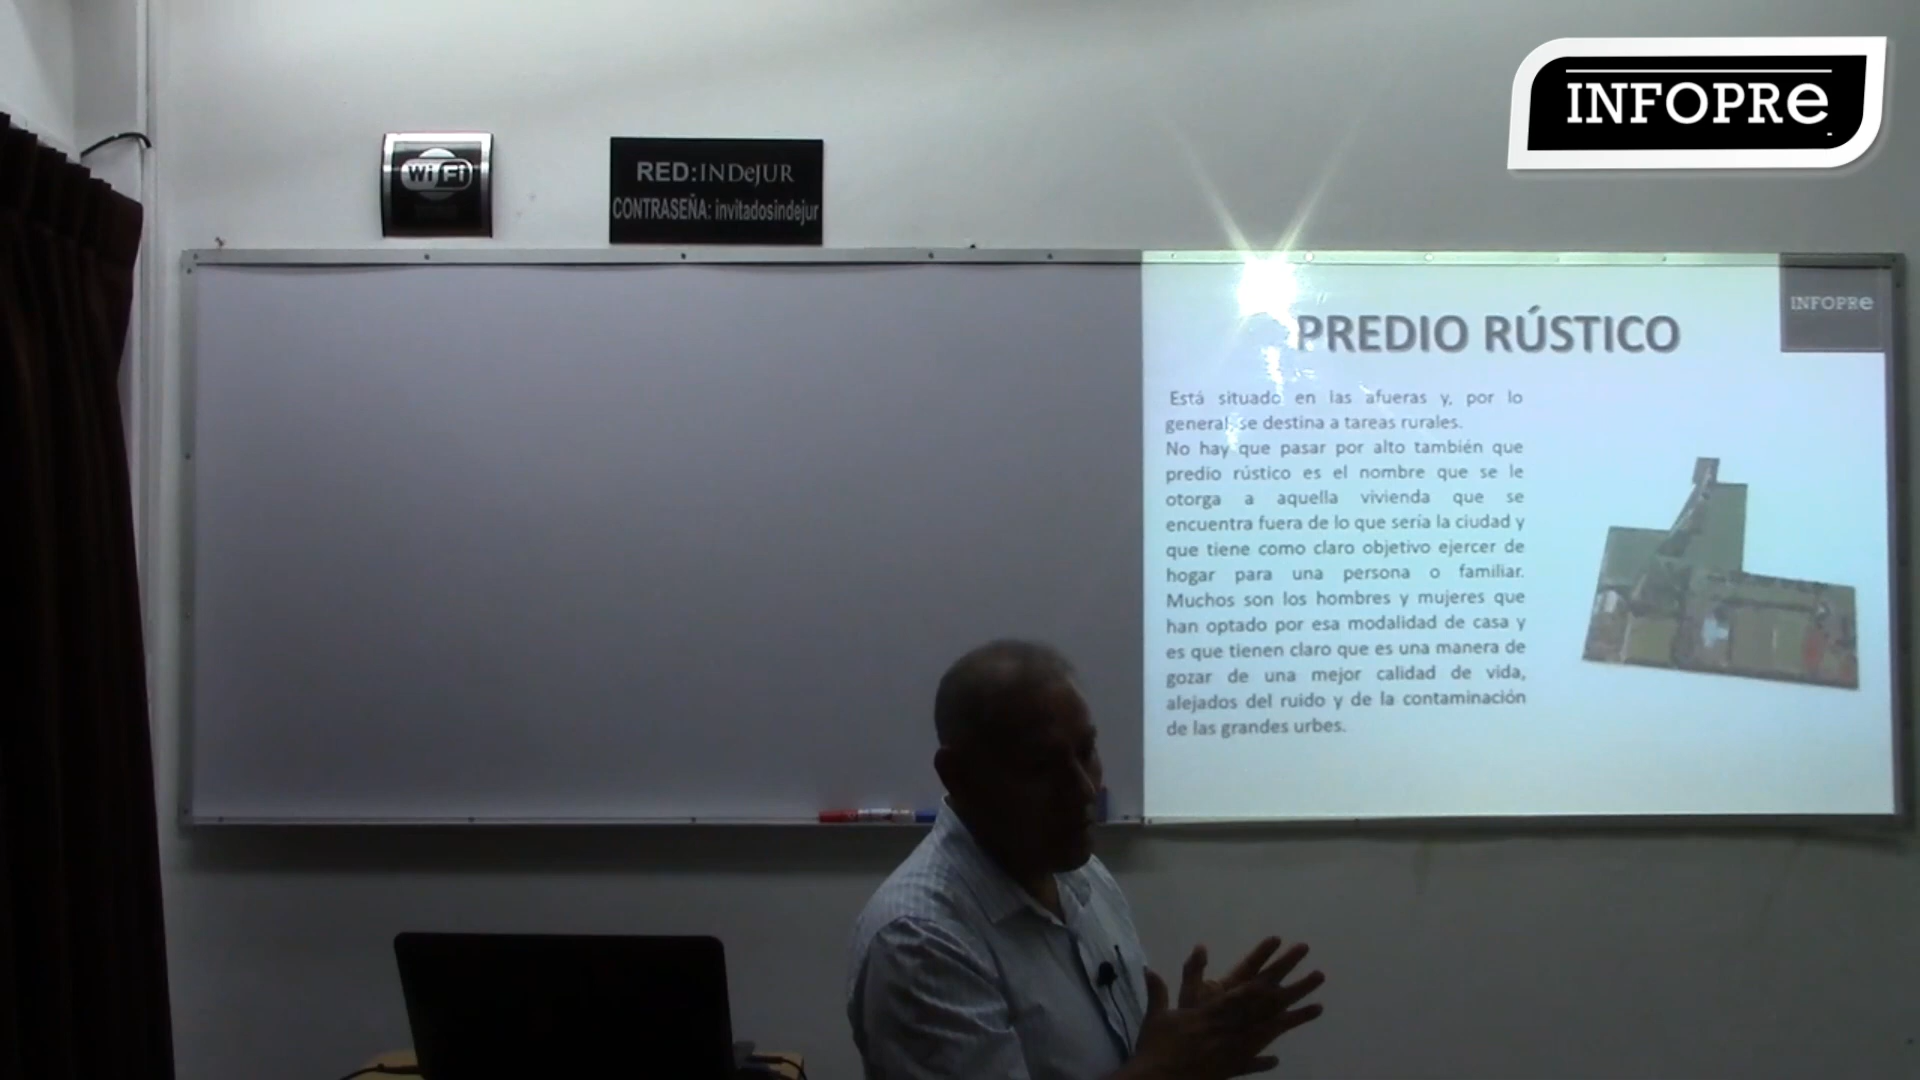 INFOPRe
Wi Fi
RED:INDeJUR
CONTRASEÑA: invitadosindejur
INFOPRe
PREDIO RÚSTICO
Está situado en las afueras y, por lo
general, se destina a tareas rurales.
No hay que pasar por alto también que
predio rústico es el nombre que se le
otorga a aquella vivienda que se
encuentra fuera de lo que sería la ciudad y
que tiene como claro objetivo ejercer de
hogar para una persona o familiar.
Muchos son los hombres y mujeres que
han optado por esa modalidad de casa y
es que tienen claro que es una manera de
gozar de una mejor calidad de vida,
alejados del ruido y de la contaminación
de las grandes urbes.